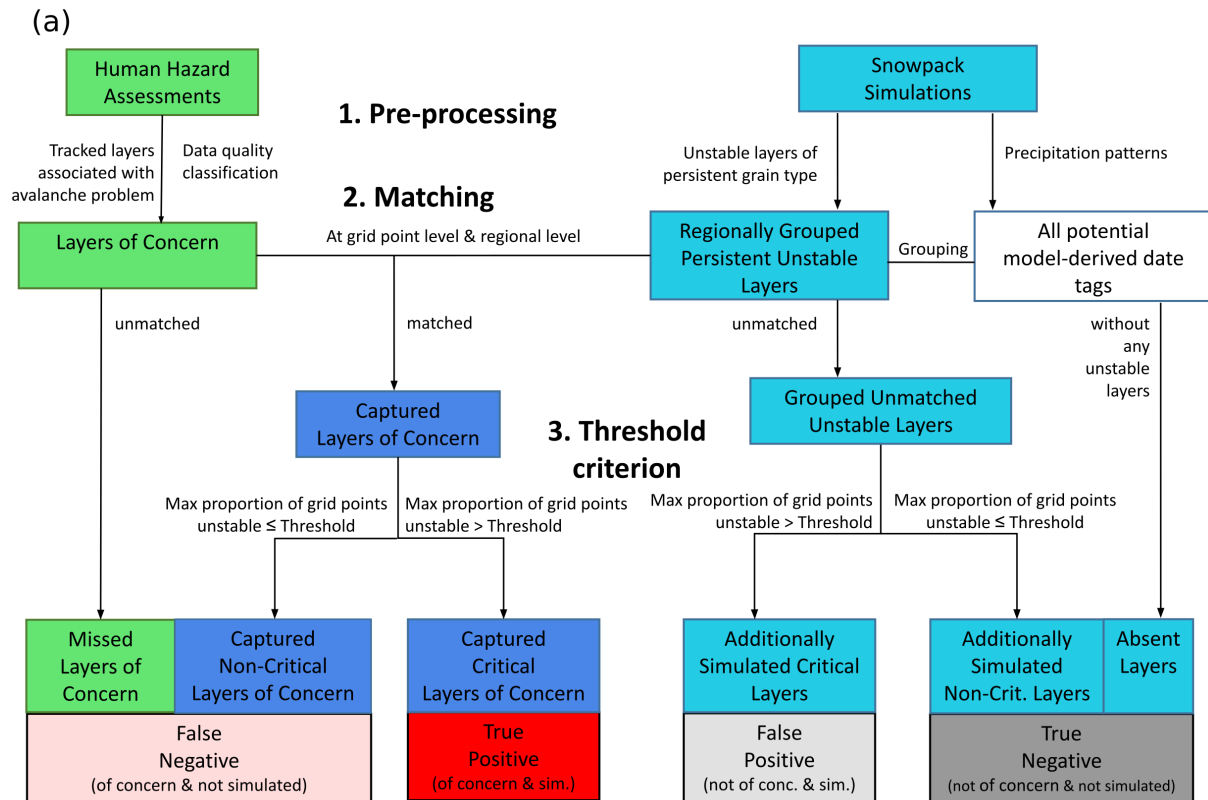 (a)
Human Hazard
Assessments
Snowpack
Simulations
1. Pre-processing
Tracked layers
associated with
avalanche problem
Data quality
classification
Unstable layers of
persistent grain type
Precipitation patterns
2. Matching
Layers of Concern
At grid point level & regional level
Regionally Grouped
Persistent Unstable
Layers
Grouping
All potential
model-derived date
tags
unmatched
matched
unmatched
without
any
unstable
layers
Captured
Layers of Concern
Grouped Unmatched
Unstable Layers
3. Threshold
criterion
Max proportion of grid points
unstable ≤ Threshold
Max proportion of grid points
unstable > Threshold
Max proportion of grid points
unstable > Threshold
Max proportion of grid points
unstable ≤ Threshold
Missed
Layers of
Concern
Captured
Non-Critical
Layers of Concern
Captured
Critical
Layers of Concern
Additionally
Simulated Critical
Layers
Additionally
Simulated
Non-Crit. Layers
Absent
Layers
False
Negative
(of concern & not simulated)
True
Positive
(of concern & sim.)
False
Positive
(not of conc. & sim.)
True
Negative
(not of concern & not simulated)